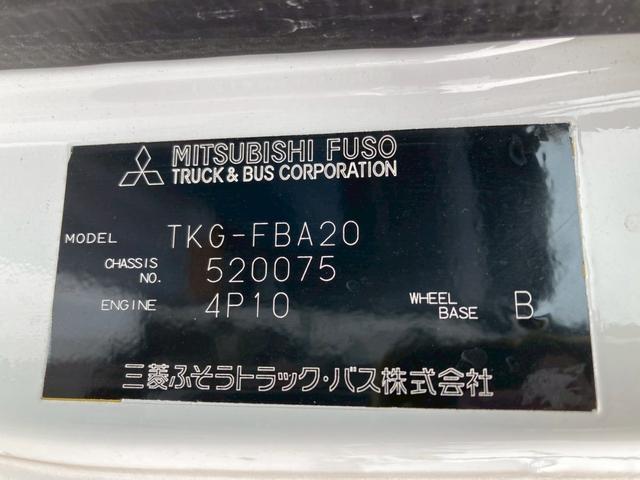 MITSUBISHI FUSO
TRUCK & BUS CORPORATION
MODEL TKG-FBA20
CHASSIS NO. 520075
ENGINE 4P10 WHEEL BASE B
三菱ふそうトラック・バス株式会社